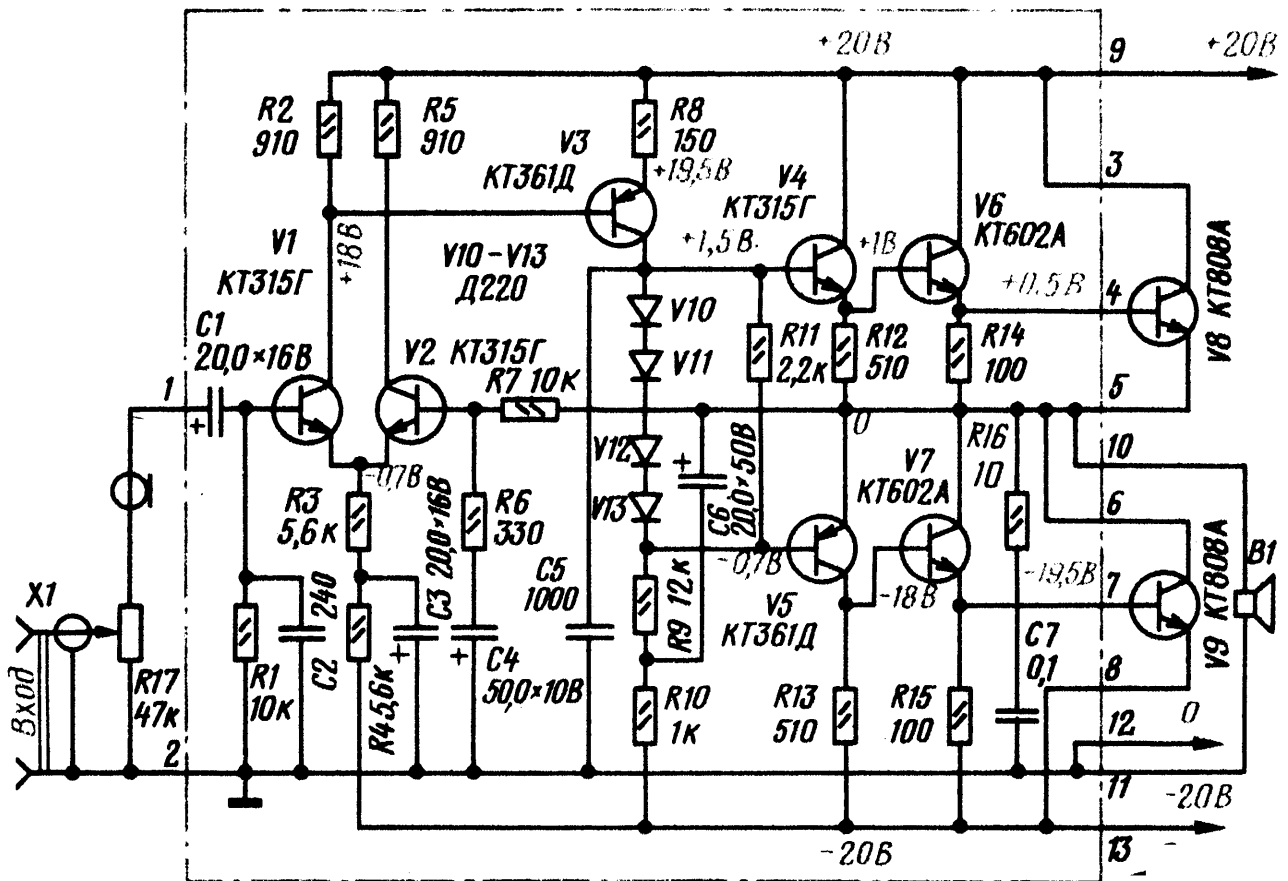 +20В
9
+20В
R2
910
R5
910
R8
150
V3
КТ361Д
+19,5В
3
V4
КТ315Г
V6
КТ602А
+18В
V1
КТ315Г
V10-V13
Д220
+1,5В
+1В
+0.5В
4
V8 КТ808А
C1
20,0×16В
V10
V11
R11
2,2к
R12
510
R14
100
1
V2 КТ315Г
R7 10к
5
+
-0,7В
0
R16
10
10
V12
V13
+
C6
20,0×50В
V7
КТ602А
6
R3
5,6к
C3 20,0×16В
R6
330
C5
1000
-0,7В
-18В
-19,5В
7
V9 КТ808А
B1
X1
Вход
R17
47к
R1
10к
C2
240
R4 5,6к
+
+
C4
50,0×10В
R9 12к
V5
КТ361Д
C7
0,1
8
R10
1к
R13
510
R15
100
0
12
2
11
-20В
-20В
13